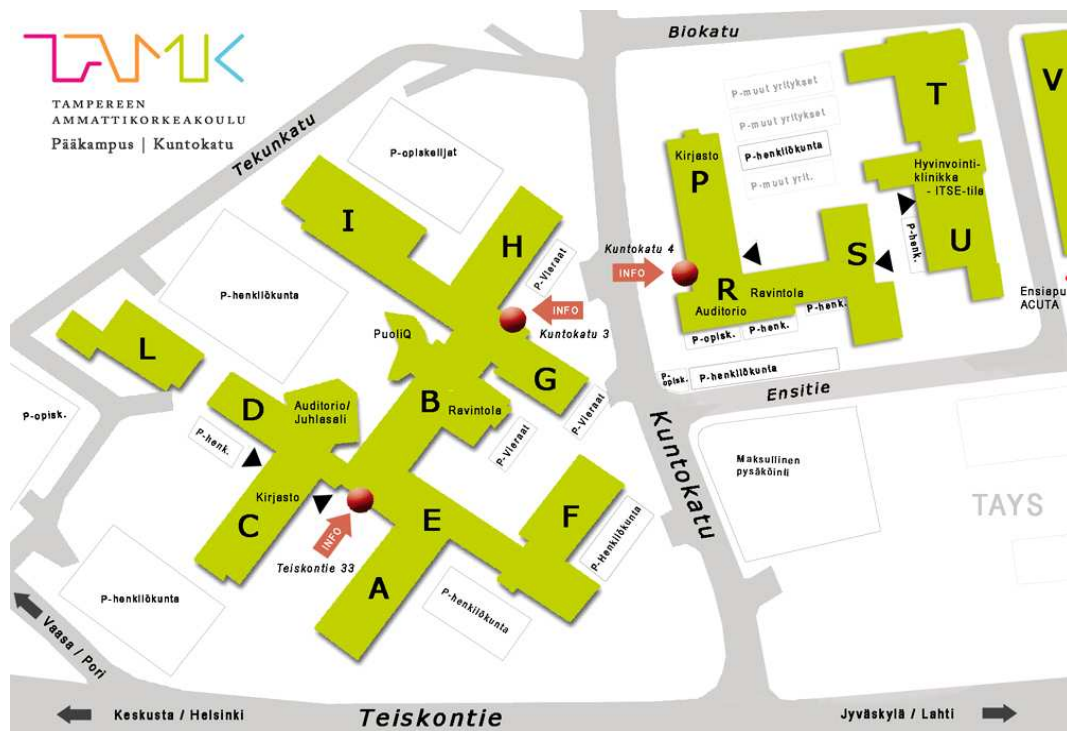 TAMK
TAMPEREEN
AMMATTIKORKEAKOULU
Pääkampus | Kuntokatu
Biokatu
Tekunkatu
P-opiskelijat
P-muut yritykset
P-muut yritykset
P-henkilökunta
P-muut yrit.
Kirjasto
P
T
V
Hyvinvointi-
klinikka
- ITSE-tila
U
P-henk.
S
I
H
P-Vieraat
Kuntokatu 4
INFO
R
Ravintola
Auditorio
P-henk.
P-opisk.
P-henk.
Ensiapu
ACUTA
P-henkilökunta
INFO
Kuntokatu 3
PuoliQ
L
G
P-opisk.
P-henkilökunta
Ensitie
D
Auditorio/
Juhlasali
B
Ravintola
P-Vieraat
P-Vieraat
P-opisk.
P-henk.
Kuntokatu
Maksullinen
pysäköinti
TAYS
Kirjasto
C
E
F
P-Henkilökunta
INFO
Teiskontie 33
A
P-henkilökunta
P-henkilökunta
Vaasa / Pori
Keskusta / Helsinki
Teiskontie
Jyväskylä / Lahti